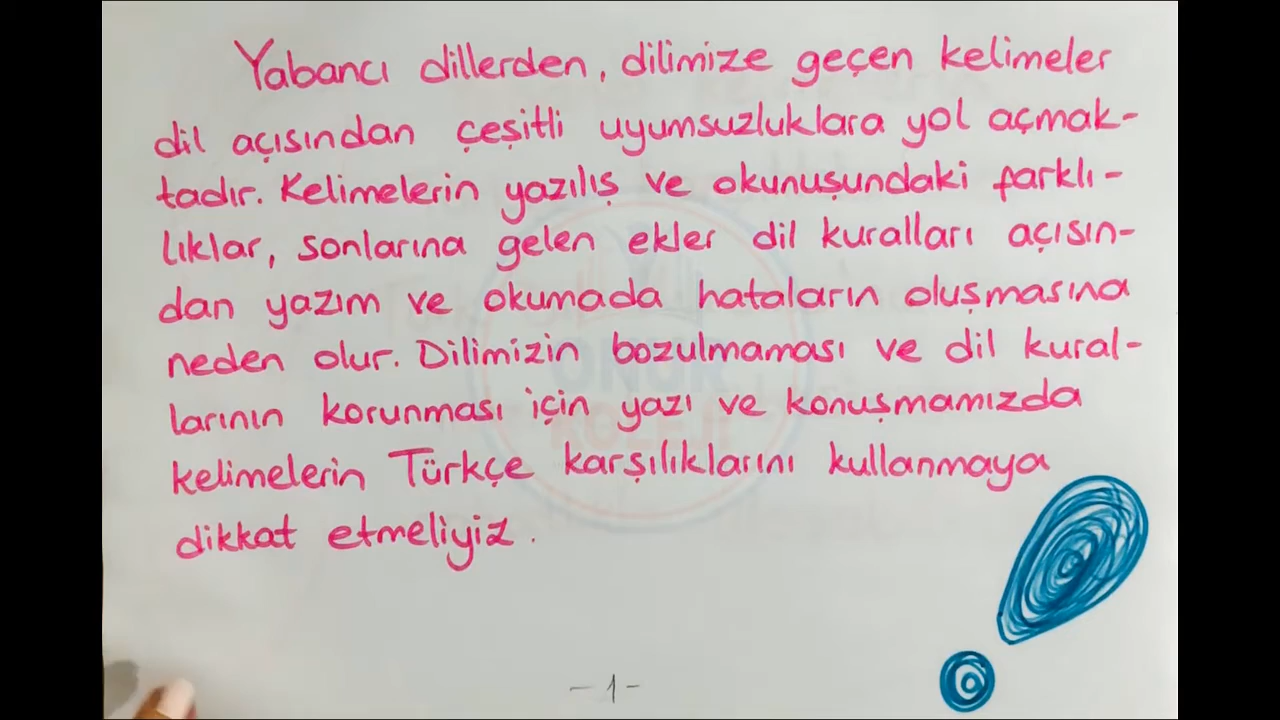 Yabancı dillerden, dilimize geçen kelimeler
dil açısından çeşitli uyumsuzluklara yol açmak-
tadır. Kelimelerin yazılış ve okunuşundaki farklı-
lıklar, sonlarına gelen ekler dil kuralları açısın-
dan yazım ve okumada hataların oluşmasına
neden olur. Dilimizin bozulmaması ve dil kural-
larının korunması için yazı ve konuşmamızda
kelimelerin Türkçe karşılıklarını kullanmaya
dikkat etmeliyiz.
ONUR
KOLEJİ
-1-